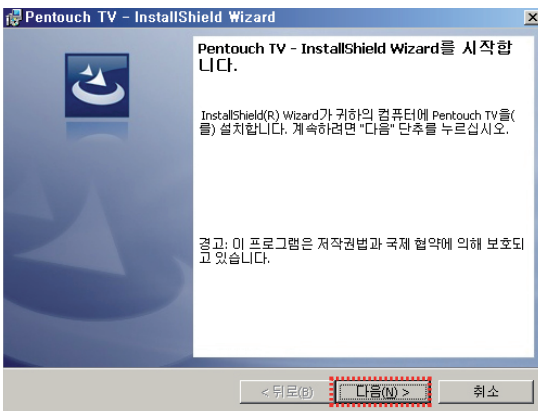 Pentouch TV - InstallShield Wizard
Pentouch TV - InstallShield Wizard를 시작합
니다.
InstallShield(R) Wizard가 귀하의 컴퓨터에 Pentouch TV을(
를) 설치합니다. 계속하려면 "다음" 단추를 누르십시오.
경고: 이 프로그램은 저작권법과 국제 협약에 의해 보호되
고 있습니다.
< 뒤로(B) 다음(N) > 취소